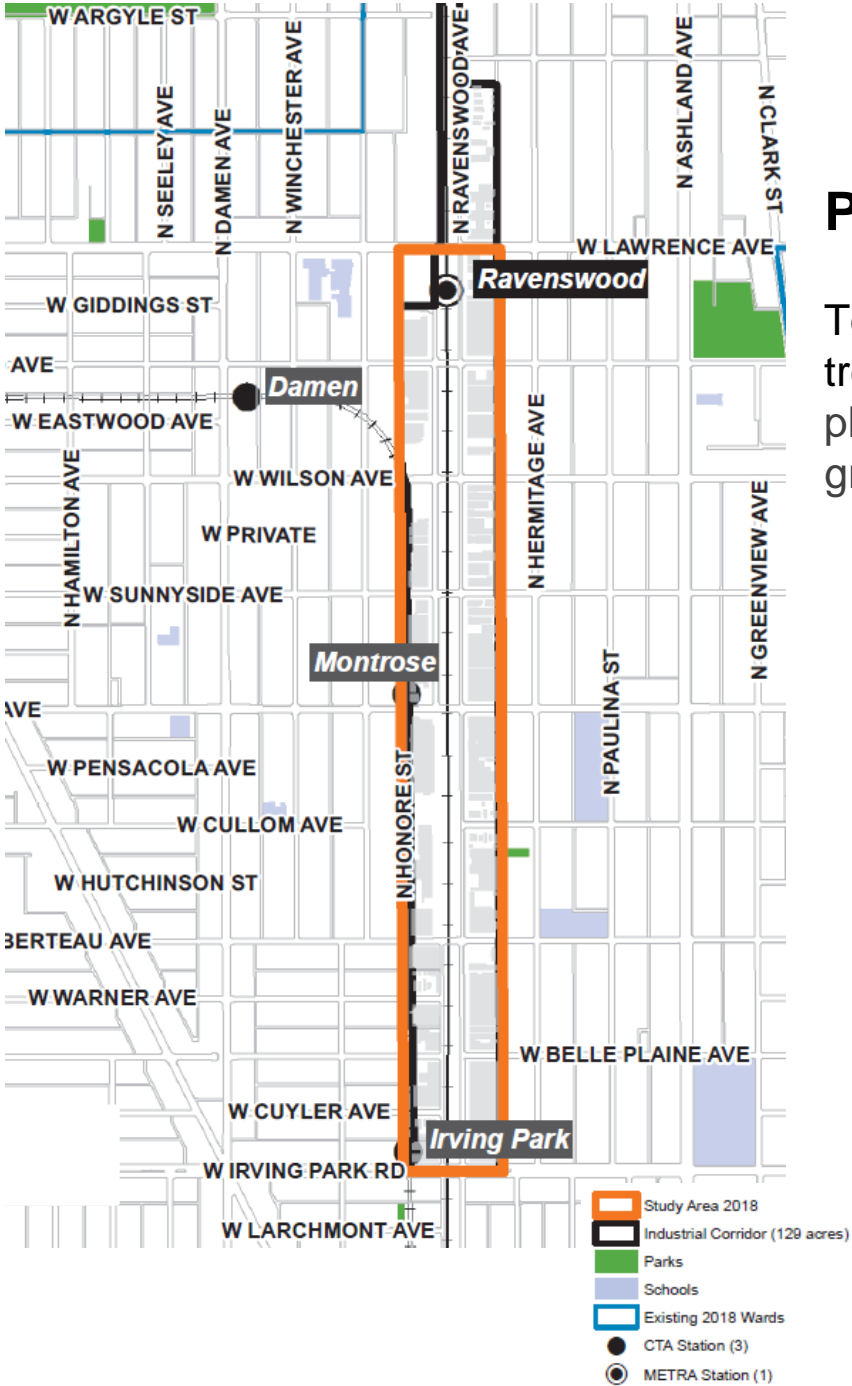 W ARGYLE ST
N SEELEY AVE
N DAMEN AVE
N WINCHESTER AVE
N RAVENSWOOD AVE
N ASHLAND AVE
N CLARK ST
W LAWRENCE AVE
Ravenswood
W GIDDINGS ST
AVE
Damen
W EASTWOOD AVE
N HAMILTON AVE
W WILSON AVE
N HERMITAGE AVE
W PRIVATE
N GREENVIEW AVE
W SUNNYSIDE AVE
Montrose
N PAULINA ST
AVE
W PENSACOLA AVE
N HONORE ST
W CULLOM AVE
W HUTCHINSON ST
BERTEAU AVE
W WARNER AVE
W BELLE PLAINE AVE
W CUYLER AVE
Irving Park
W IRVING PARK RD
W LARCHMONT AVE
Study Area 2018
Industrial Corridor (129 acres)
Parks
Schools
Existing 2018 Wards
CTA Station (3)
METRA Station (1)